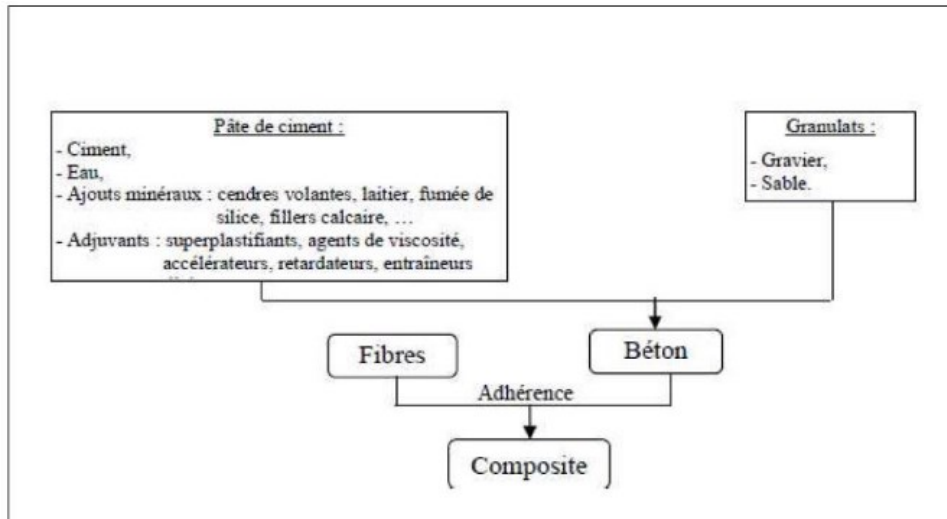 Pâte de ciment :
- Ciment,
- Eau,
- Ajouts minéraux : cendres volantes, laitier, fumée de
silice, fillers calcaire, …
- Adjuvants : superplastifiants, agents de viscosité,
accélérateurs, retardateurs, entraîneurs
Granulats :
- Gravier,
- Sable.
Fibres
Béton
Adhérence
Composite